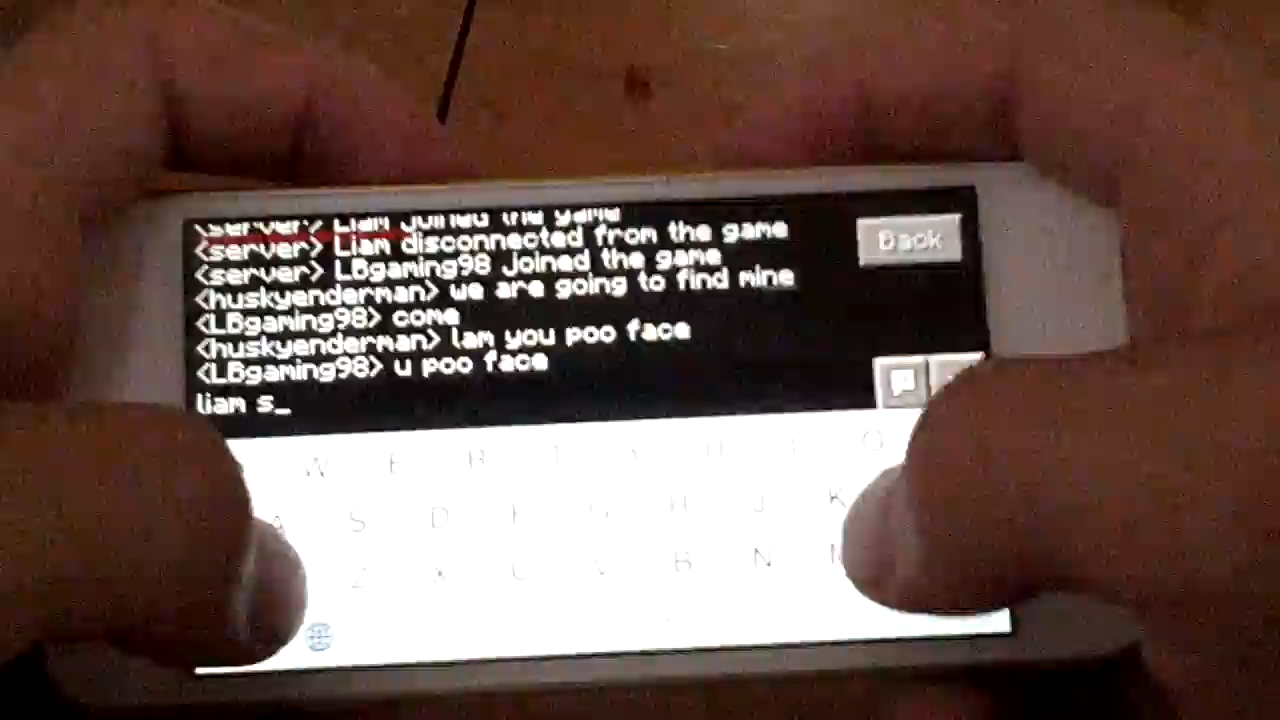 <server> Liam joined the game
<server> Liam disconnected from the game
Back
<server> LBgaming98 joined the game
<huskyenderman> we are going to find mine
<LBgaming98> come
<huskyenderman> lam you poo face
<LBgaming98> u poo face
liam s_
W E R T Y U I O
A S D F G H J K
Z X C V B N M